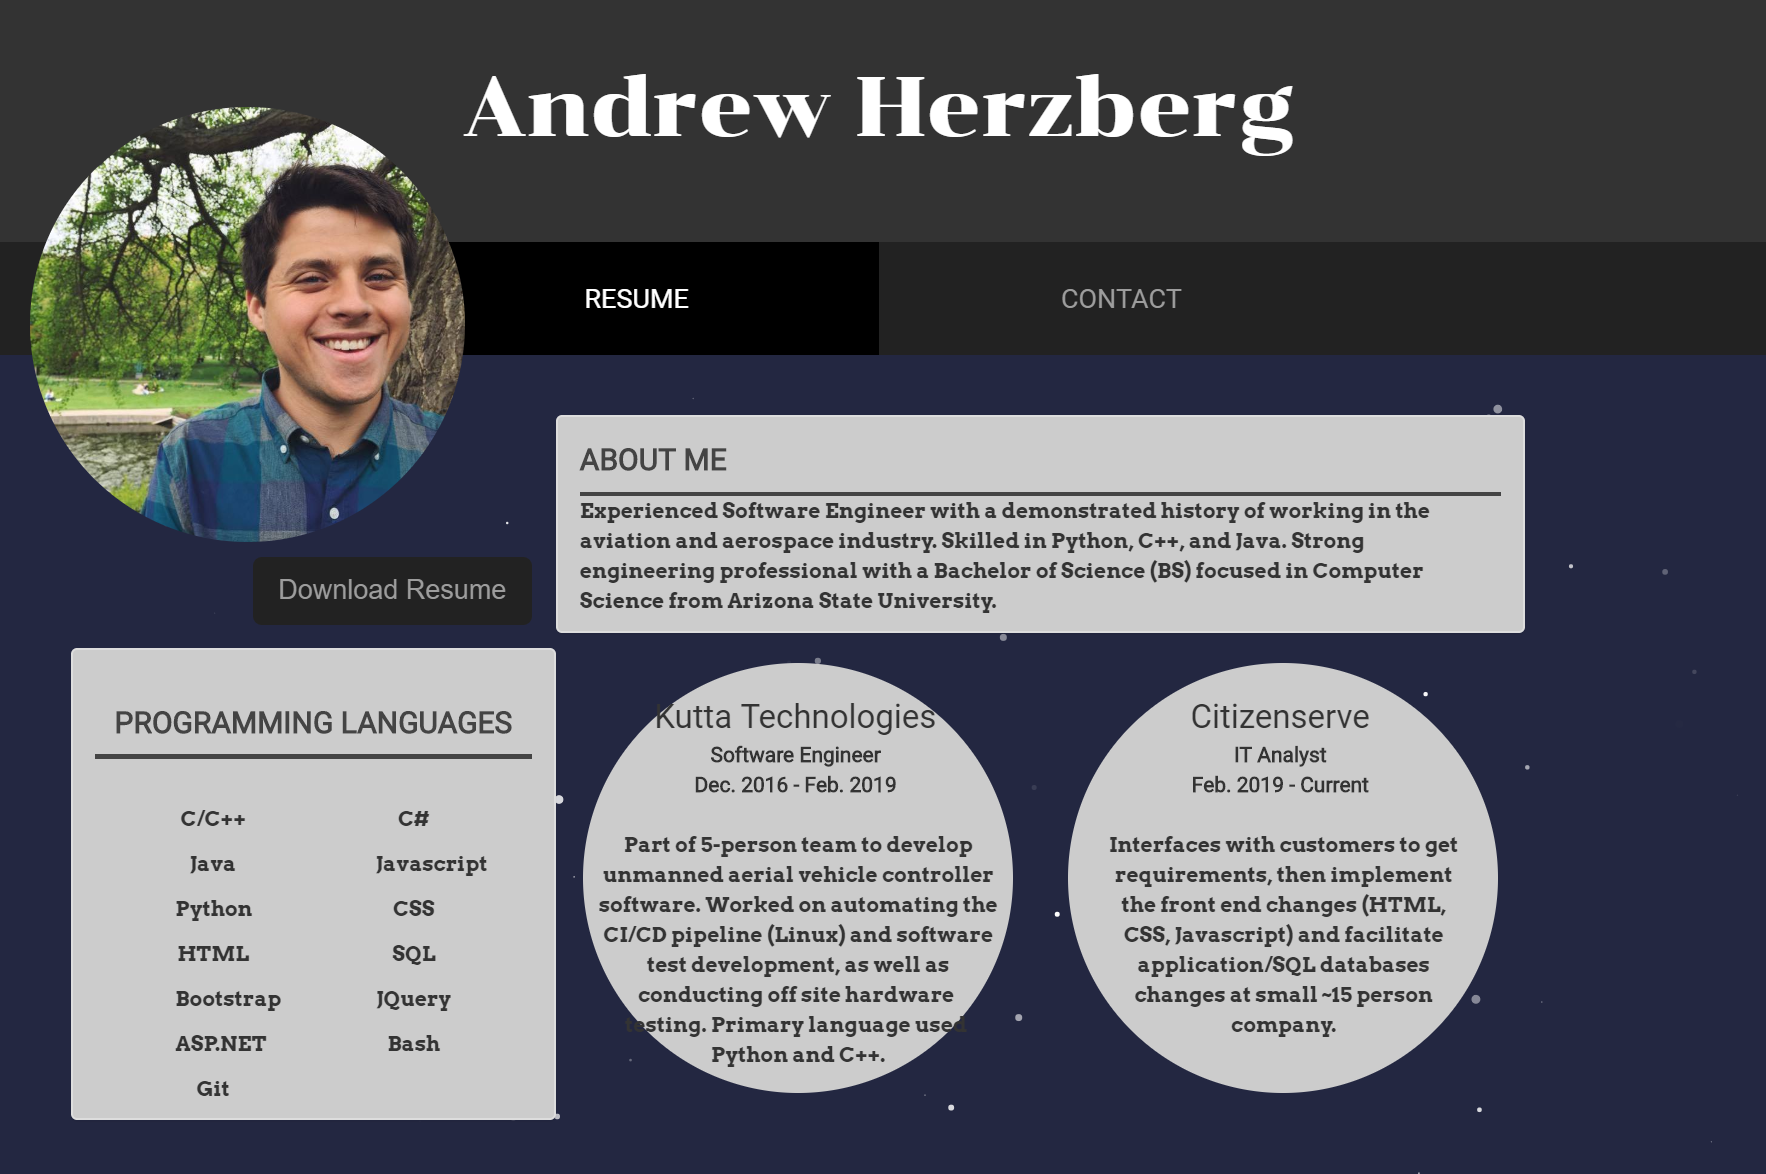 Andrew Herzberg
RESUME
CONTACT
Download Resume
ABOUT ME
Experienced Software Engineer with a demonstrated history of working in the
aviation and aerospace industry. Skilled in Python, C++, and Java. Strong
engineering professional with a Bachelor of Science (BS) focused in Computer
Science from Arizona State University.
PROGRAMMING LANGUAGES
C/C++ C#
Java Javascript
Python CSS
HTML SQL
Bootstrap JQuery
ASP.NET Bash
Git
Kutta Technologies
Software Engineer
Dec. 2016 - Feb. 2019
Part of 5-person team to develop
unmanned aerial vehicle controller
software. Worked on automating the
CI/CD pipeline (Linux) and software
test development, as well as
conducting off site hardware
testing. Primary language used
Python and C++.
Citizenserve
IT Analyst
Feb. 2019 - Current
Interfaces with customers to get
requirements, then implement
the front end changes (HTML,
CSS, Javascript) and facilitate
application/SQL databases
changes at small ~15 person
company.